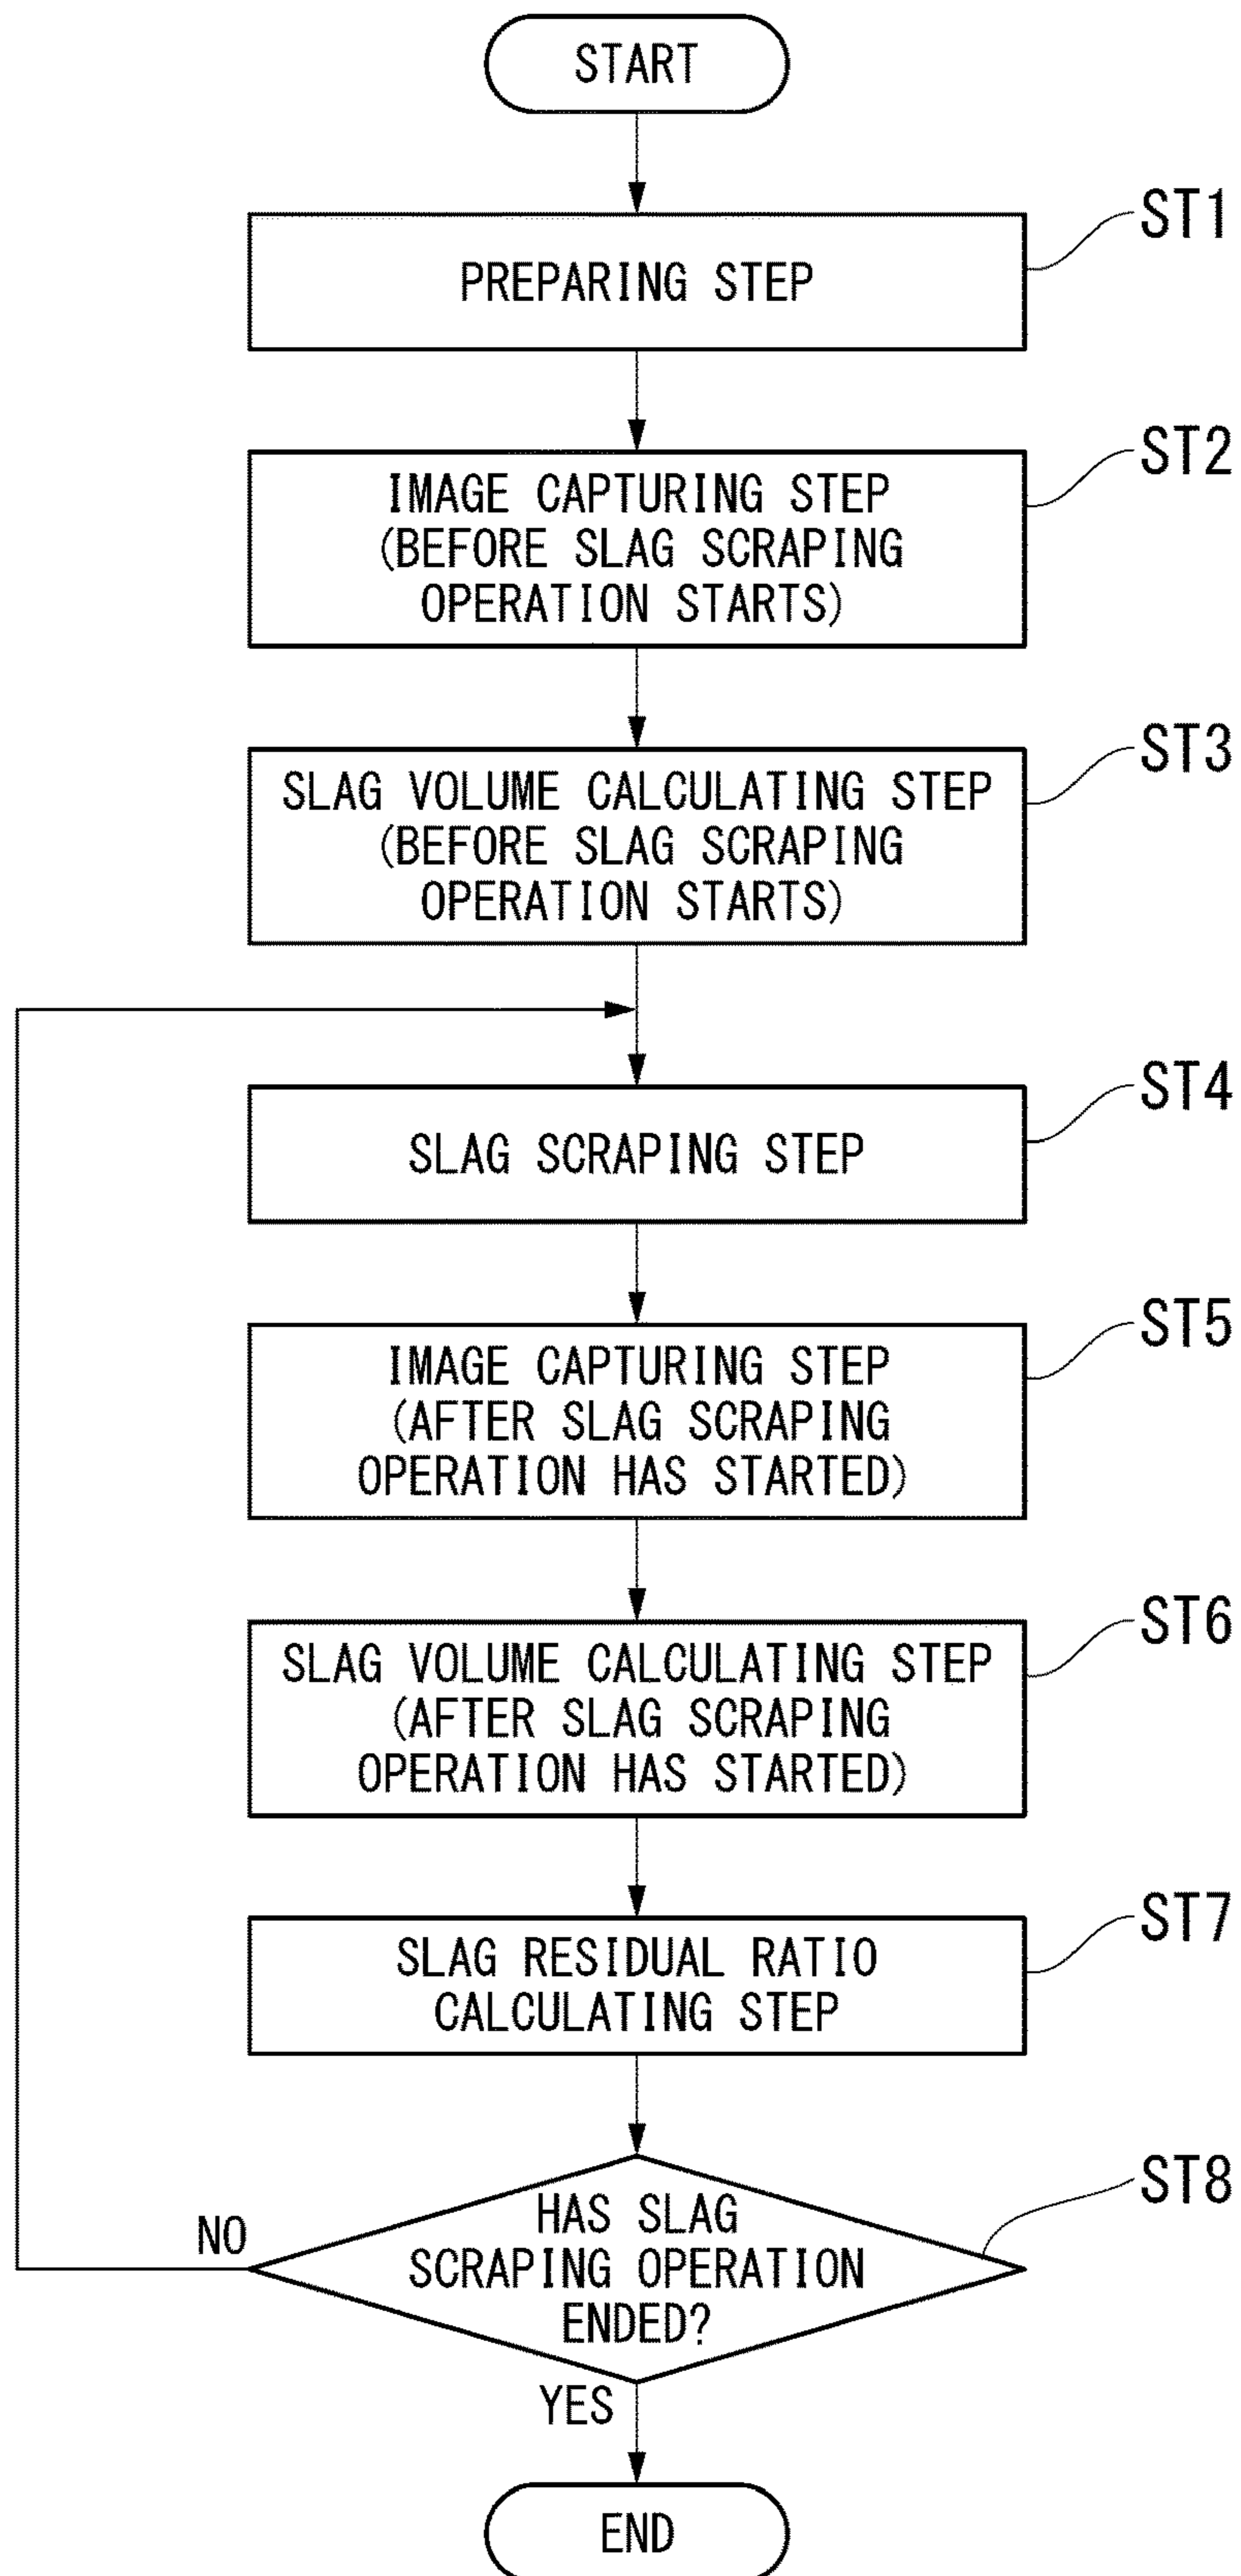 START
ST1
PREPARING STEP
ST2
IMAGE CAPTURING STEP
(BEFORE SLAG SCRAPING
OPERATION STARTS)
ST3
SLAG VOLUME CALCULATING STEP
(BEFORE SLAG SCRAPING
OPERATION STARTS)
ST4
SLAG SCRAPING STEP
ST5
IMAGE CAPTURING STEP
(AFTER SLAG SCRAPING
OPERATION HAS STARTED)
ST6
SLAG VOLUME CALCULATING STEP
(AFTER SLAG SCRAPING
OPERATION HAS STARTED)
ST7
SLAG RESIDUAL RATIO
CALCULATING STEP
ST8
HAS SLAG
SCRAPING OPERATION
ENDED?
NO
YES
END